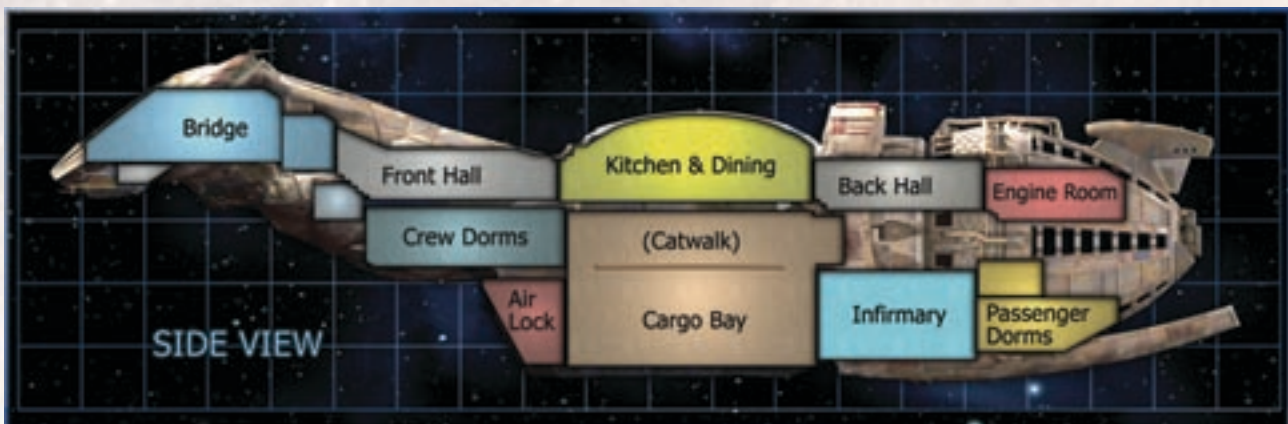 Bridge
Front Hall
Kitchen & Dining
Back Hall
Engine Room
Crew Dorms
(Catwalk)
Air
Lock
Cargo Bay
Infirmary
Passenger
Dorms
SIDE VIEW